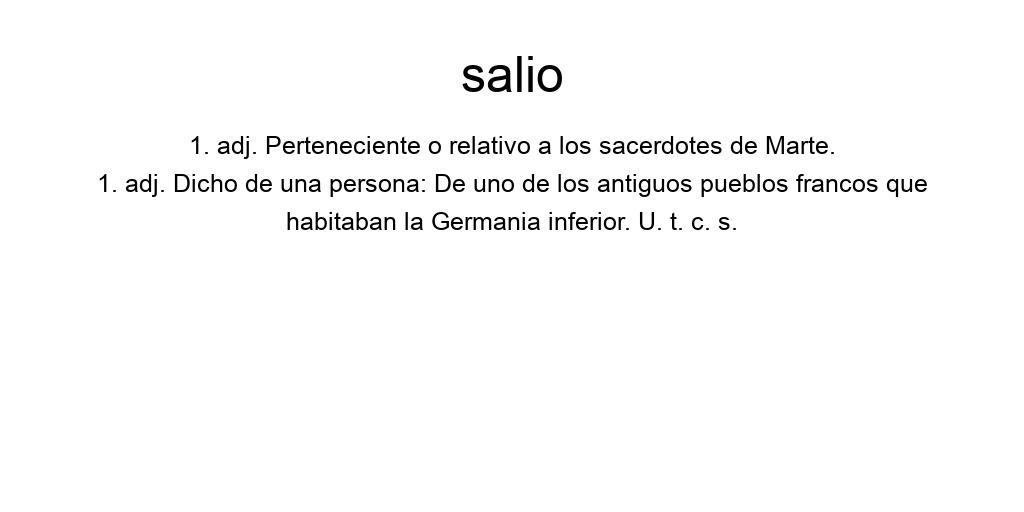 salio
1. adj. Perteneciente o relativo a los sacerdotes de Marte.
1. adj. Dicho de una persona: De uno de los antiguos pueblos francos que
habitaban la Germania inferior. U. t. c. s.